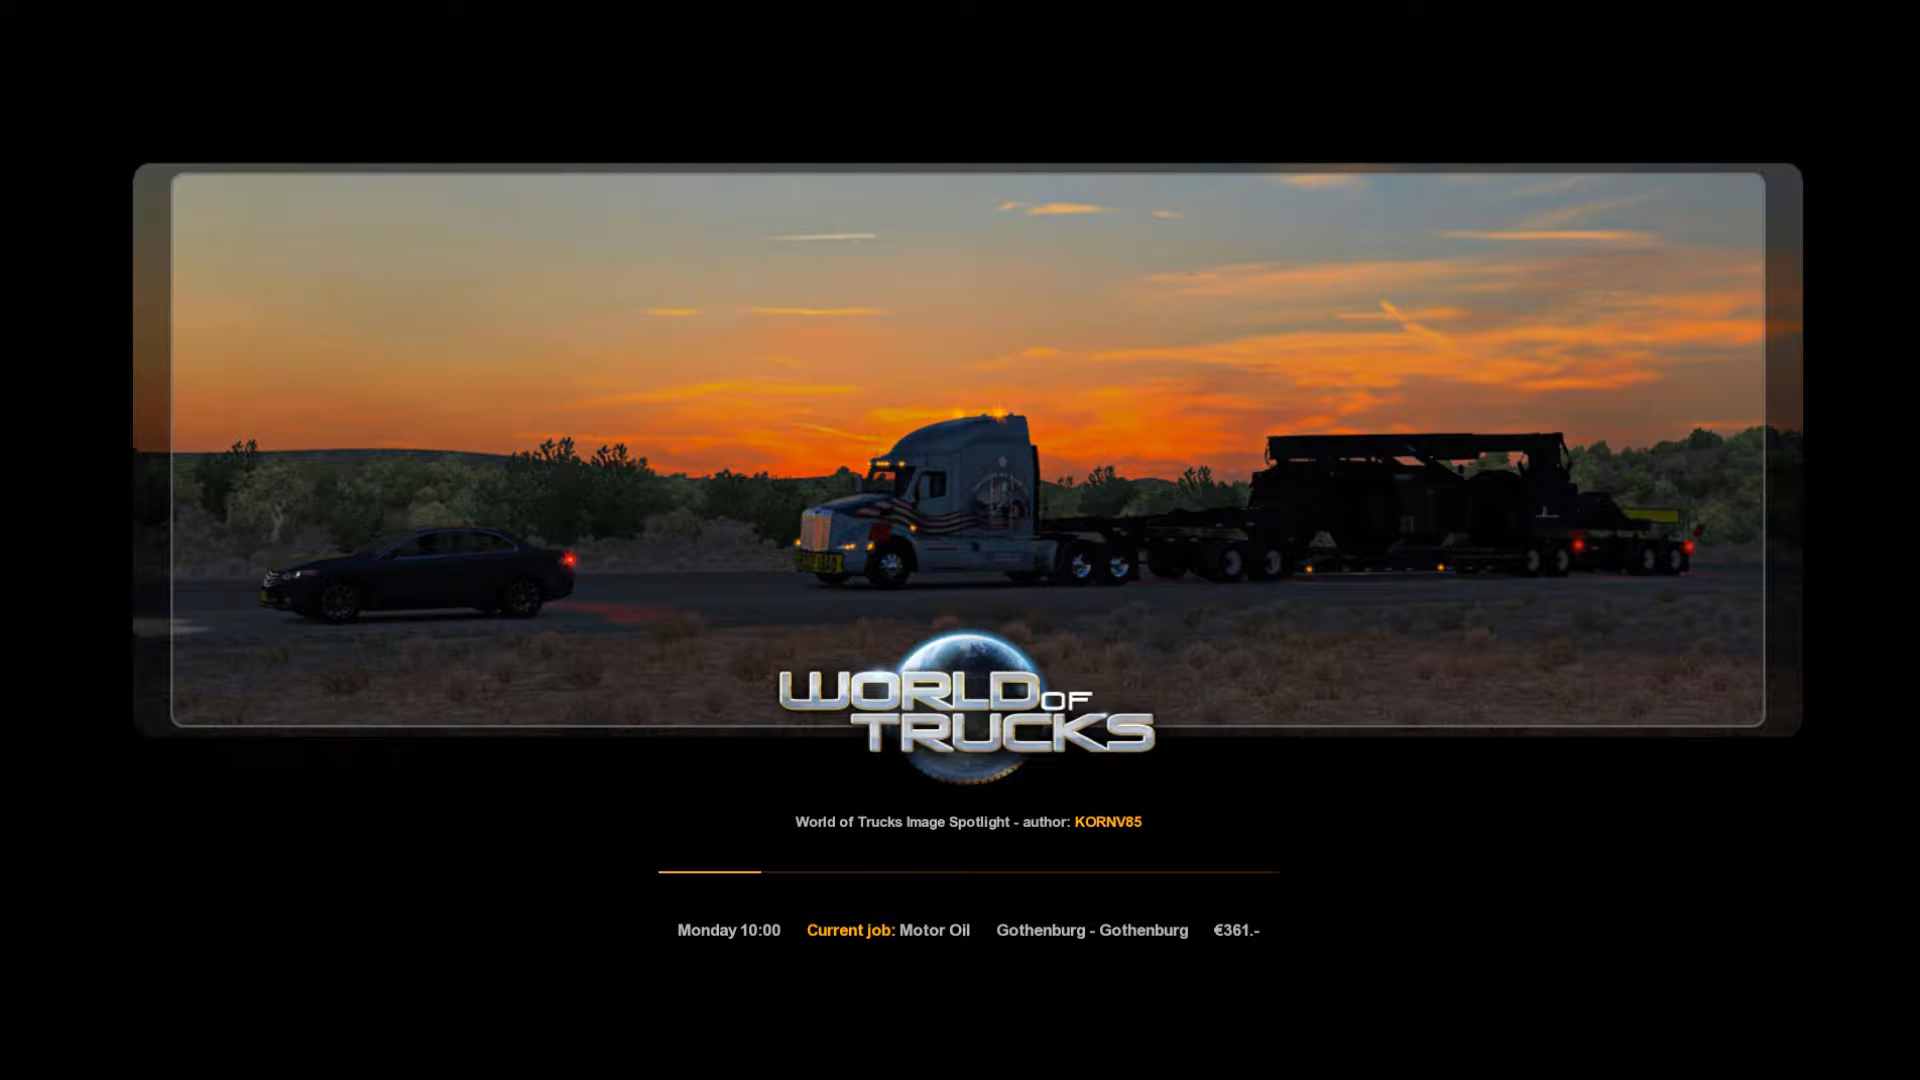 WORLD OF
TRUCKS
World of Trucks Image Spotlight - author: KORNV85
Monday 10:00 Current job: Motor Oil Gothenburg - Gothenburg €361.-